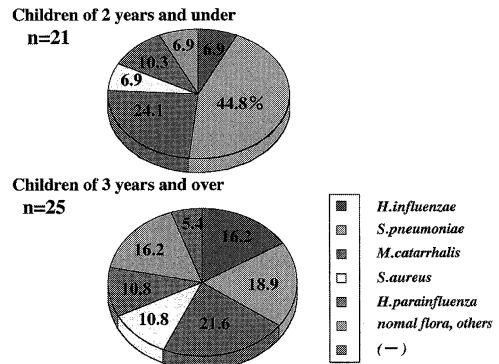 Children of 2 years and under
n=21
6.9
6.9
10.3
6.9
44.8%
24.1
Children of 3 years and over
n=25
5.4
16.2
16.2
10.8
18.9
10.8
21.6
H.influenzae
S.pneumoniae
M.catarrhalis
S.aureus
H.parainfluenza
nomal flora, others
(－)